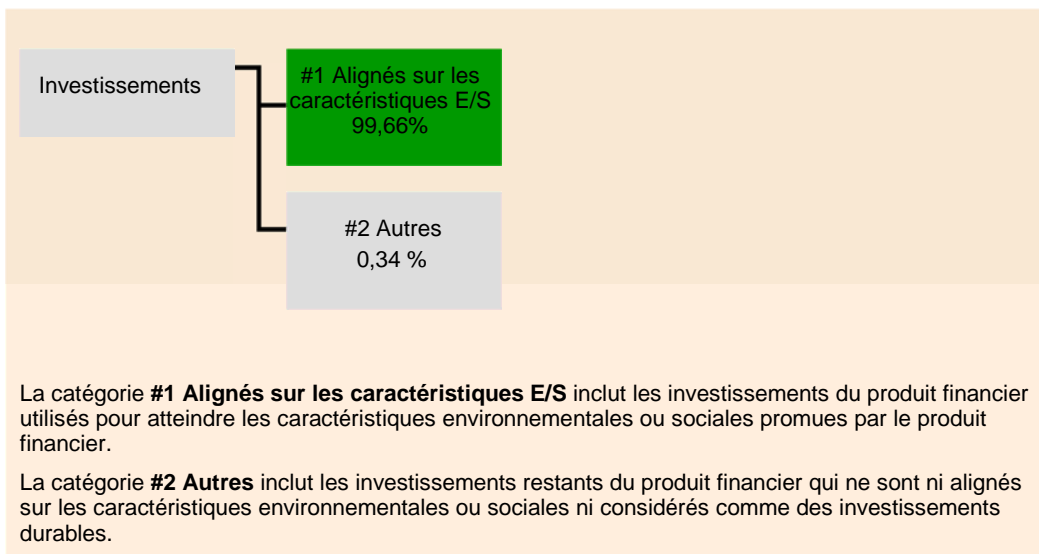 Investissements
#1 Alignés sur les
caractéristiques E/S
99,66%
#2 Autres
0,34 %
La catégorie #1 Alignés sur les caractéristiques E/S inclut les investissements du produit financier
utilisés pour atteindre les caractéristiques environnementales ou sociales promues par le produit
financier.
La catégorie #2 Autres inclut les investissements restants du produit financier qui ne sont ni alignés
sur les caractéristiques environnementales ou sociales ni considérés comme des investissements
durables.